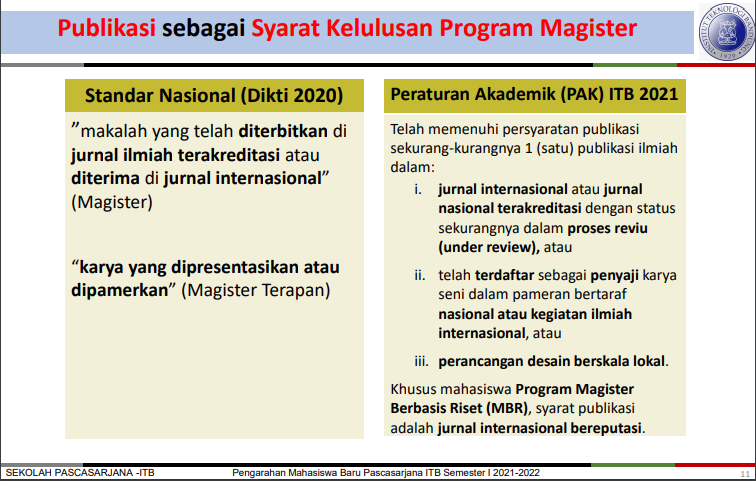 Publikasi sebagai Syarat Kelulusan Program Magister
INSTITUT TEKNOLOGI BANDUNG
1920
Standar Nasional (Dikti 2020)
”makalah yang telah diterbitkan di
jurnal ilmiah terakreditasi atau
diterima di jurnal internasional”
(Magister)
“karya yang dipresentasikan atau
dipamerkan” (Magister Terapan)
Peraturan Akademik (PAK) ITB 2021
Telah memenuhi persyaratan publikasi
sekurang-kurangnya 1 (satu) publikasi ilmiah
dalam:
i. jurnal internasional atau jurnal
nasional terakreditasi dengan status
sekurangnya dalam proses reviu
(under review), atau
ii. telah terdaftar sebagai penyaji karya
seni dalam pameran bertaraf
nasional atau kegiatan ilmiah
internasional, atau
iii. perancangan desain berskala lokal.
Khusus mahasiswa Program Magister
Berbasis Riset (MBR), syarat publikasi
adalah jurnal internasional bereputasi.
SEKOLAH PASCASARJANA -ITB
Pengarahan Mahasiswa Baru Pascasarjana ITB Semester I 2021-2022
11